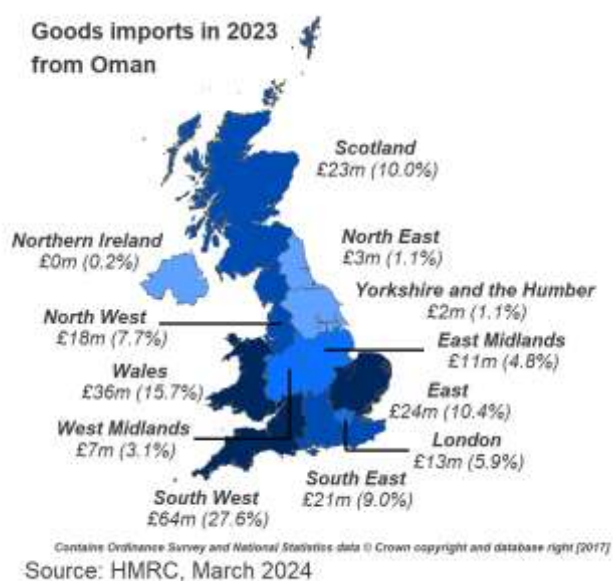 Goods imports in 2023
from Oman
Scotland
£23m (10.0%)
Northern Ireland
£0m (0.2%)
North East
£3m (1.1%)
Yorkshire and the Humber
£2m (1.1%)
North West
£18m (7.7%)
East Midlands
£11m (4.8%)
Wales
£36m (15.7%)
East
£24m (10.4%)
West Midlands
£7m (3.1%)
London
£13m (5.9%)
South East
£21m (9.0%)
South West
£64m (27.6%)
Contains Ordinance Survey and National Statistics data © Crown copyright and database right [2017]
Source: HMRC, March 2024